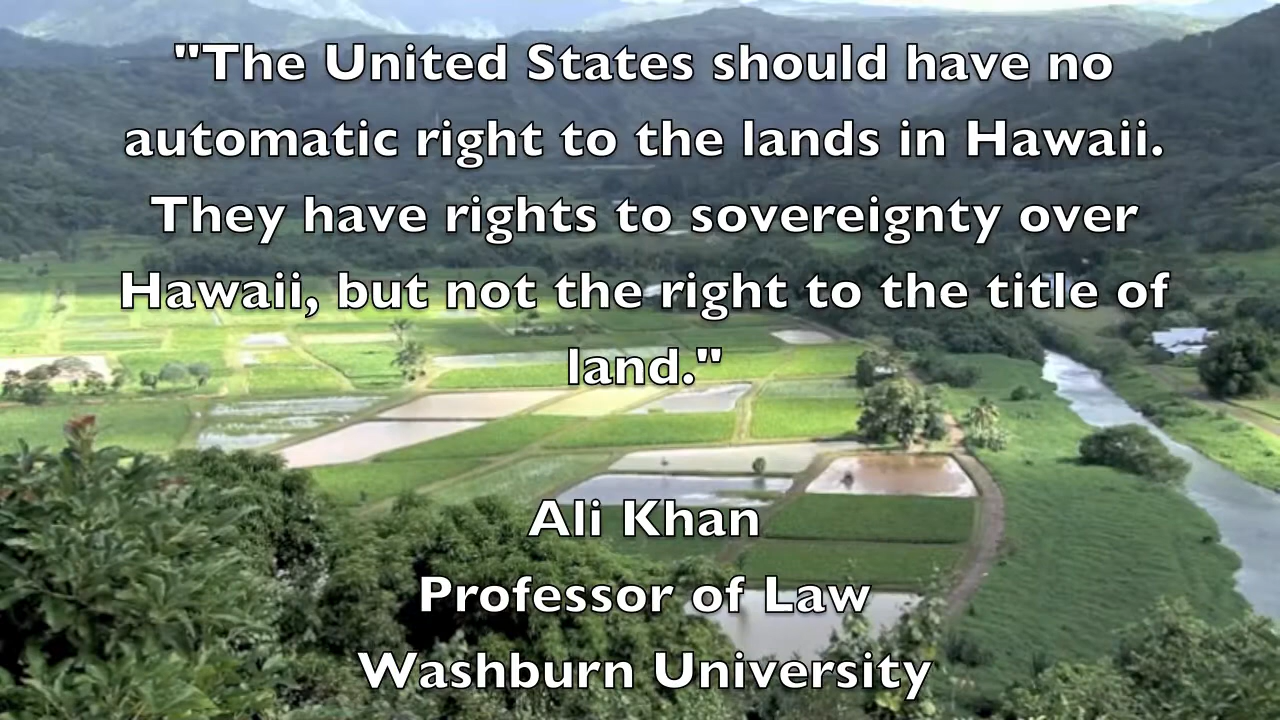 "The United States should have no
automatic right to the lands in Hawaii.
They have rights to sovereignty over
Hawaii, but not the right to the title of
land."
Ali Khan
Professor of Law
Washburn University